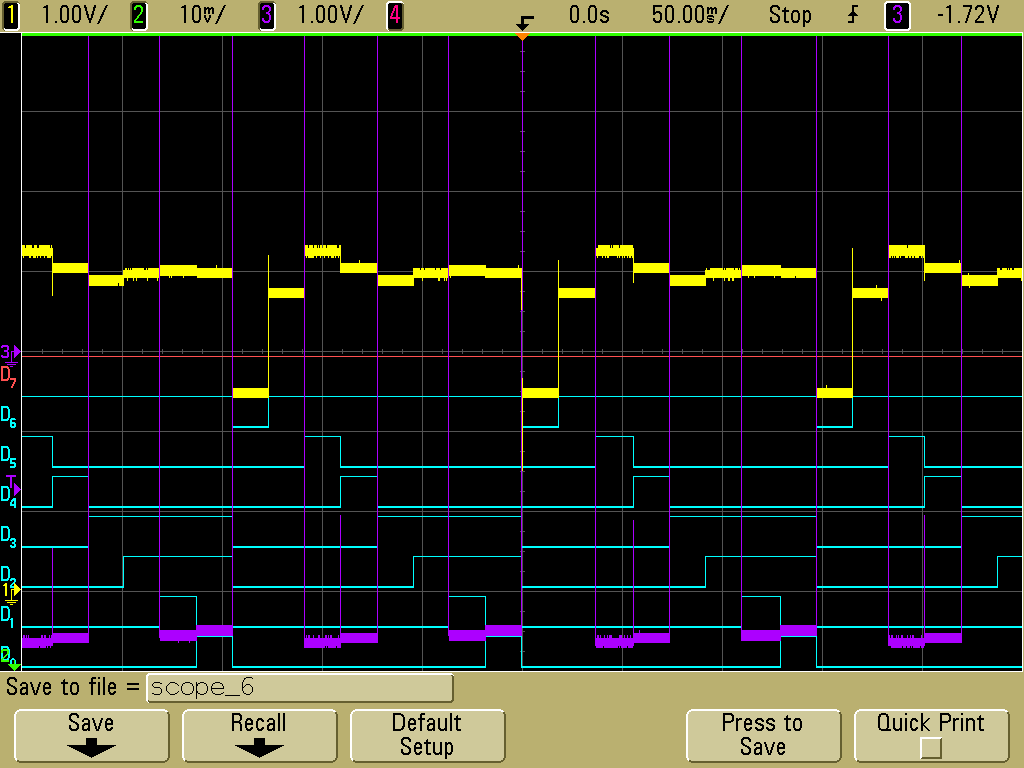 1 1.00V/ 2 10mV/ 3 1.00V/ 4 0.0s 50.00ms/ Stop 3 -1.72V
3
D7
D6
D5
T
D4
D3
D2
1
D1
2
D0
Save to file = scope_6
Save Recall Default Setup Press to Save Quick Print